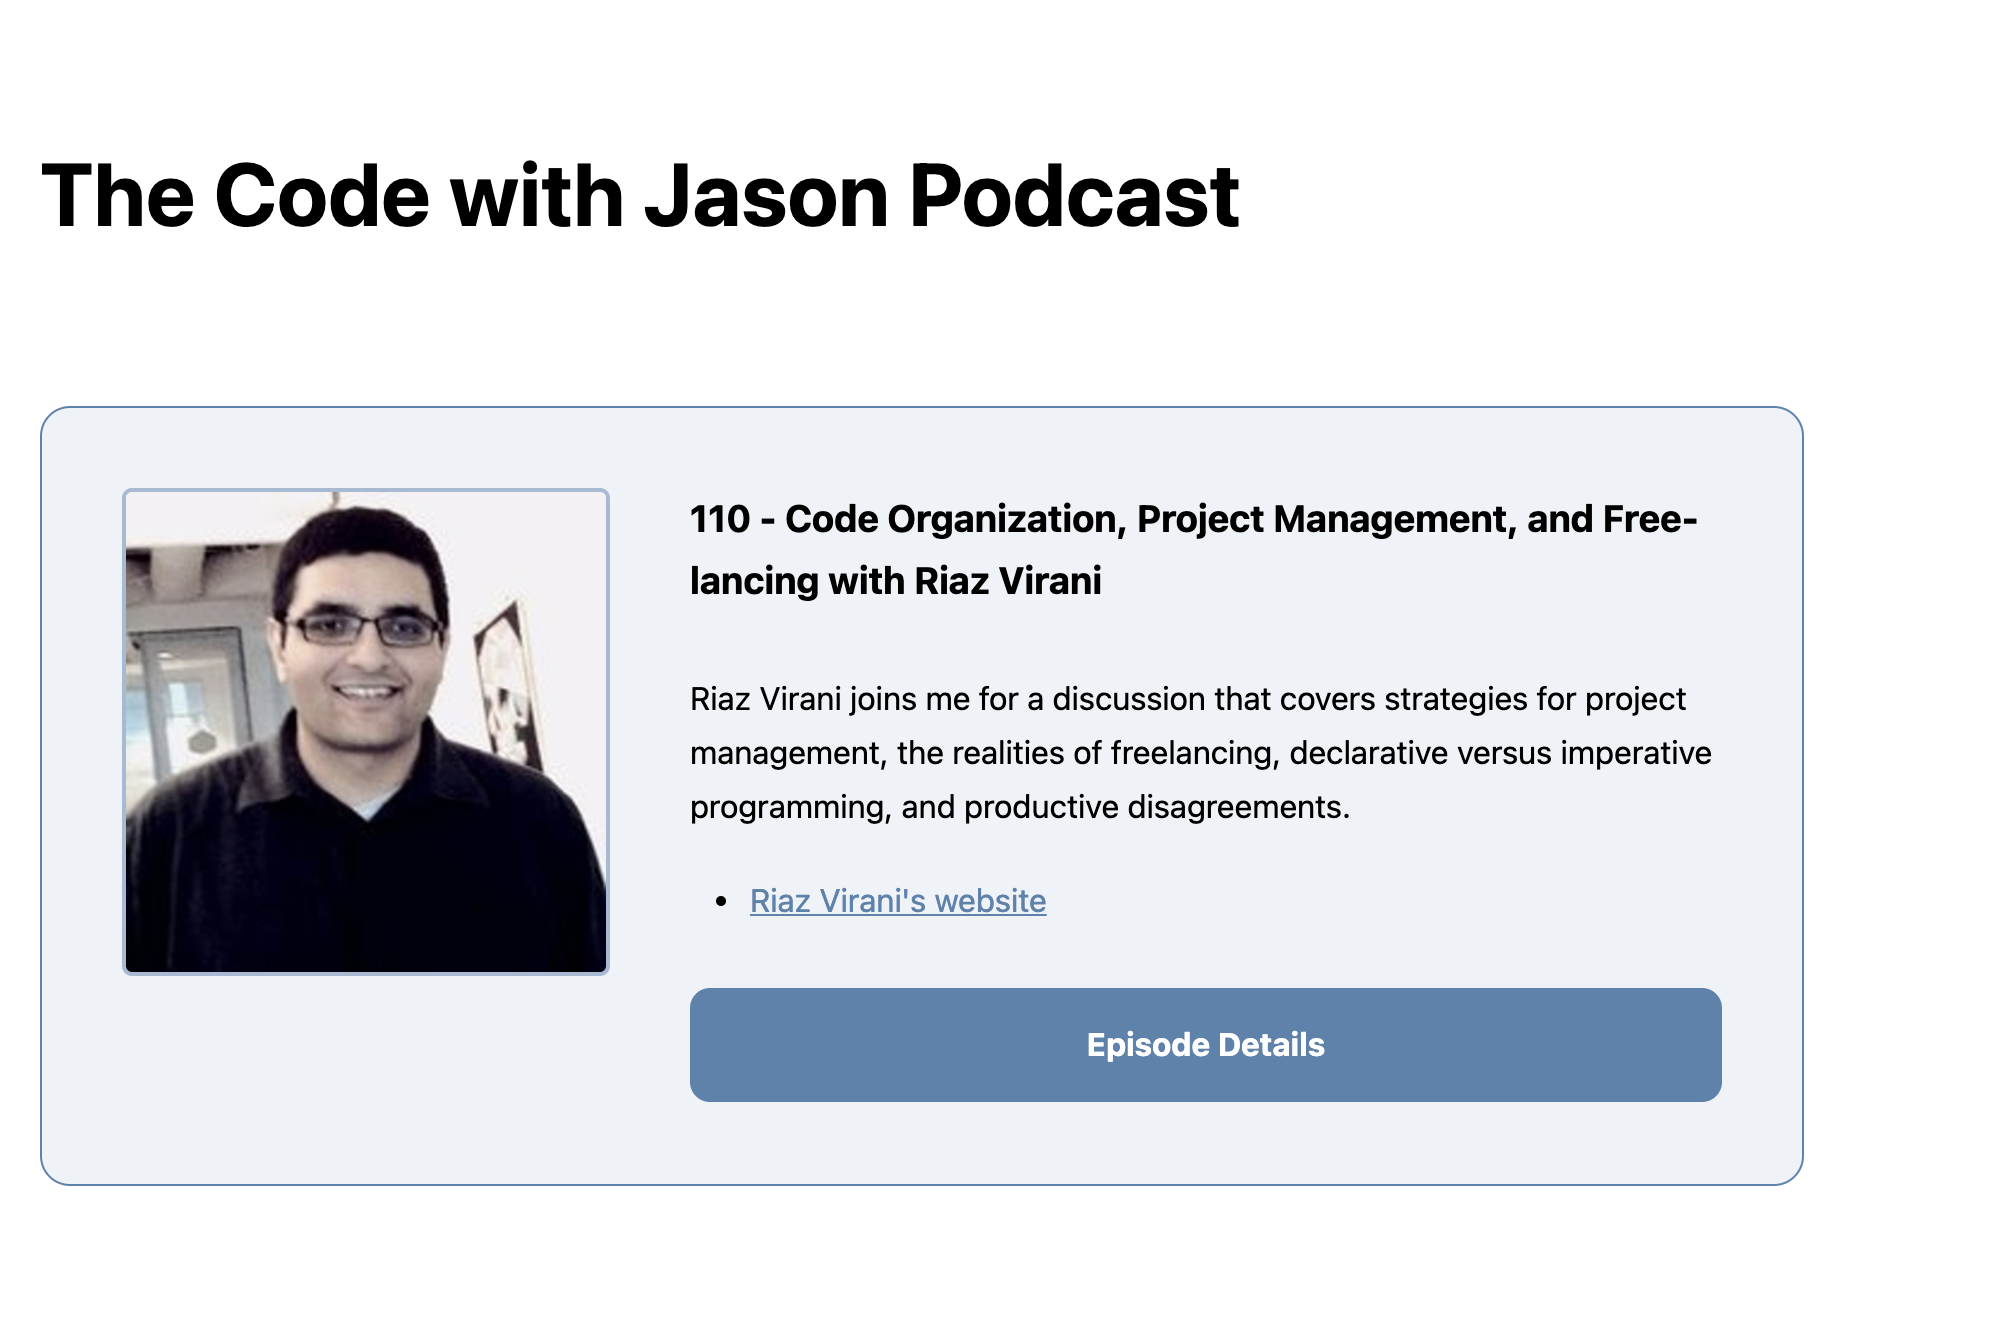 The Code with Jason Podcast
110 - Code Organization, Project Management, and Free-
lancing with Riaz Virani
Riaz Virani joins me for a discussion that covers strategies for project
management, the realities of freelancing, declarative versus imperative
programming, and productive disagreements.
• Riaz Virani's website
Episode Details